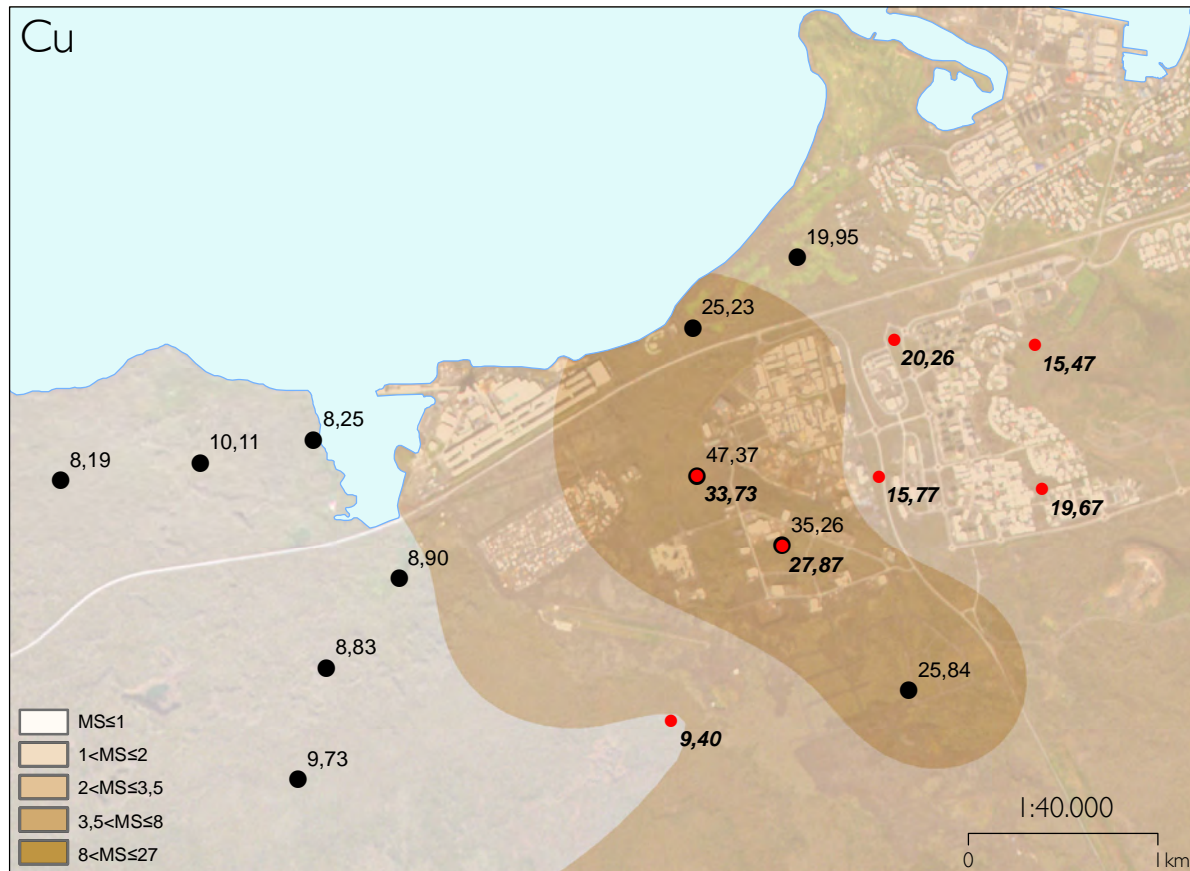 Cu
19,95
25,23
20,26
15,47
8,25
10,11
8,19
47,37
33,73
15,77
19,67
35,26
27,87
8,90
8,83
25,84
9,40
9,73
MS≤1
1<MS≤2
2<MS≤3,5
3,5<MS≤8
8<MS≤27
1:40.000
0 1 km